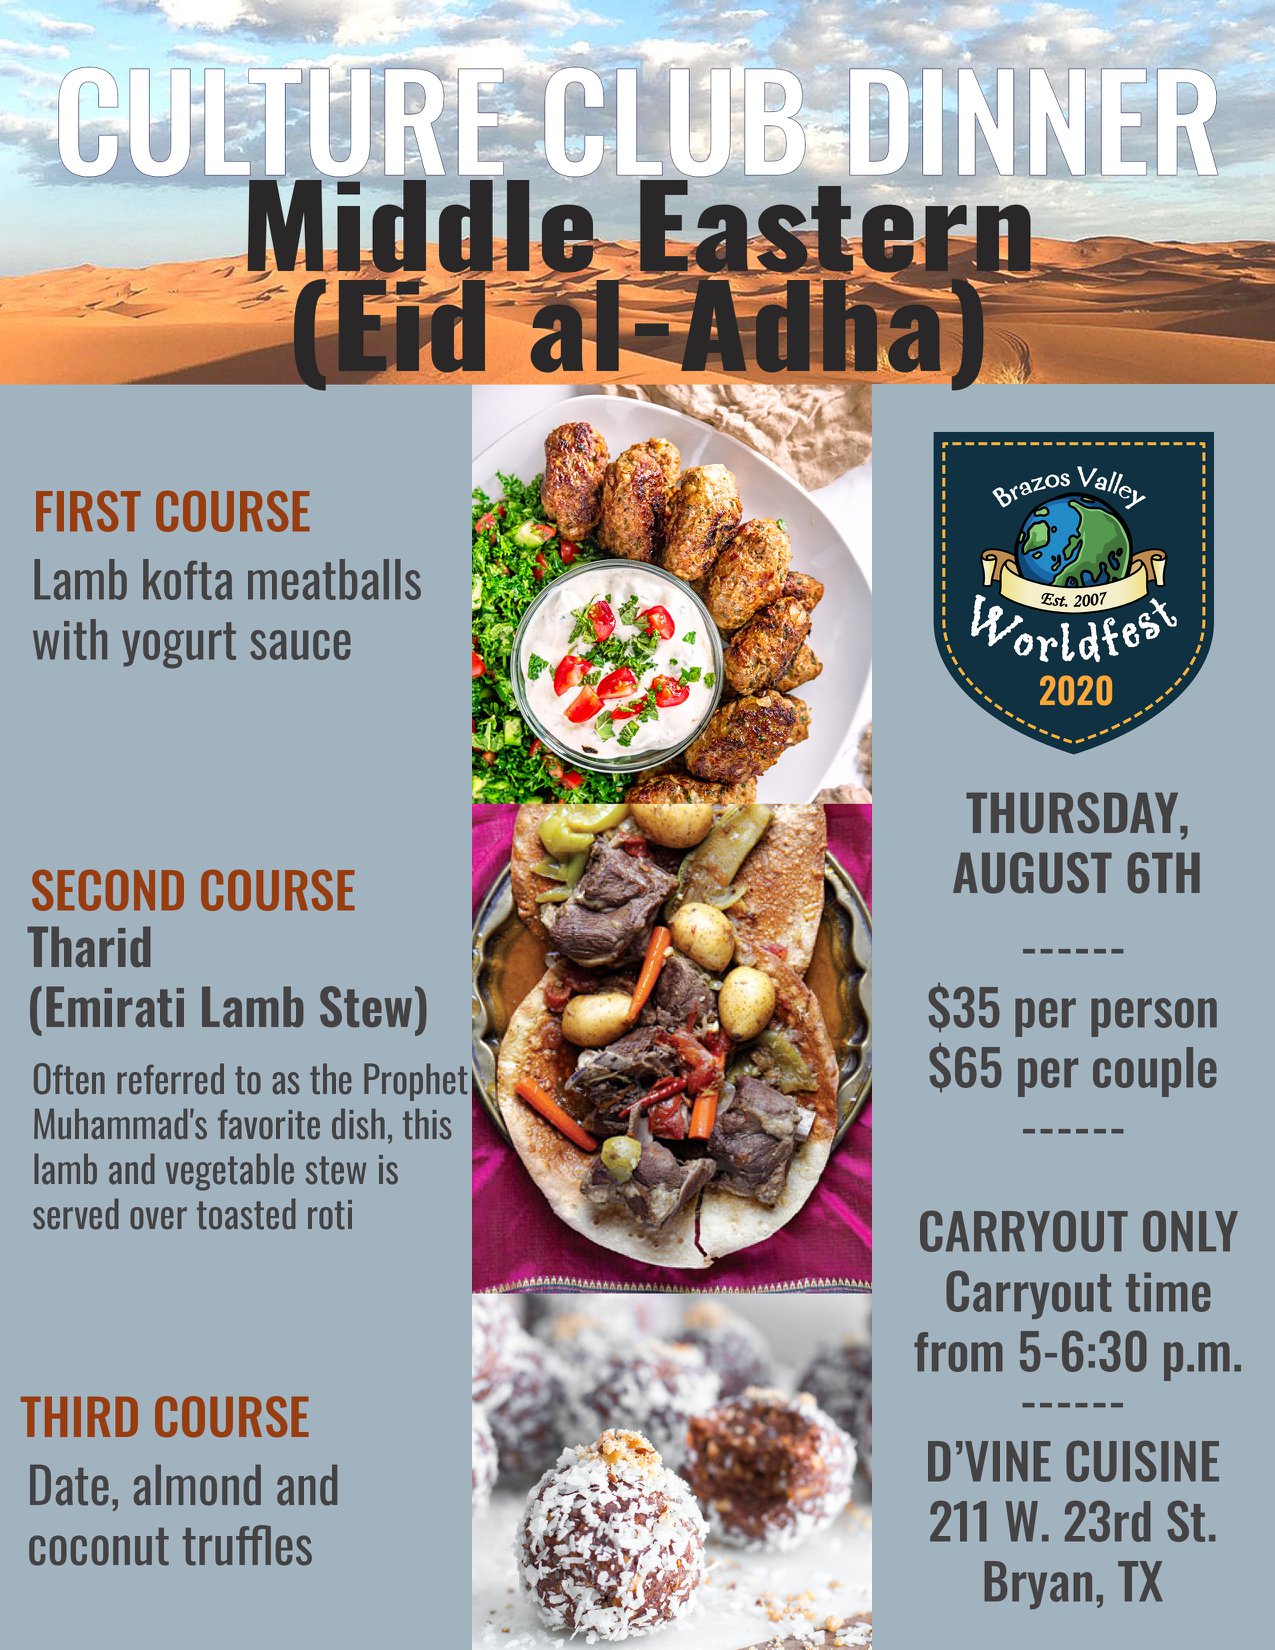 CULTURE CLUB DINNER
Middle Eastern
(Eid al-Adha)
FIRST COURSE
Lamb kofta meatballs
with yogurt sauce
SECOND COURSE
Tharid
(Emirati Lamb Stew)
Often referred to as the Prophet
Muhammad's favorite dish, this
lamb and vegetable stew is
served over toasted roti
THIRD COURSE
Date, almond and
coconut truffles
Brazos Valley
Est. 2007
Worldfest
2020
THURSDAY,
AUGUST 6TH
------
$35 per person
$65 per couple
------
CARRYOUT ONLY
Carryout time
from 5-6:30 p.m.
------
D’VINE CUISINE
211 W. 23rd St.
Bryan, TX